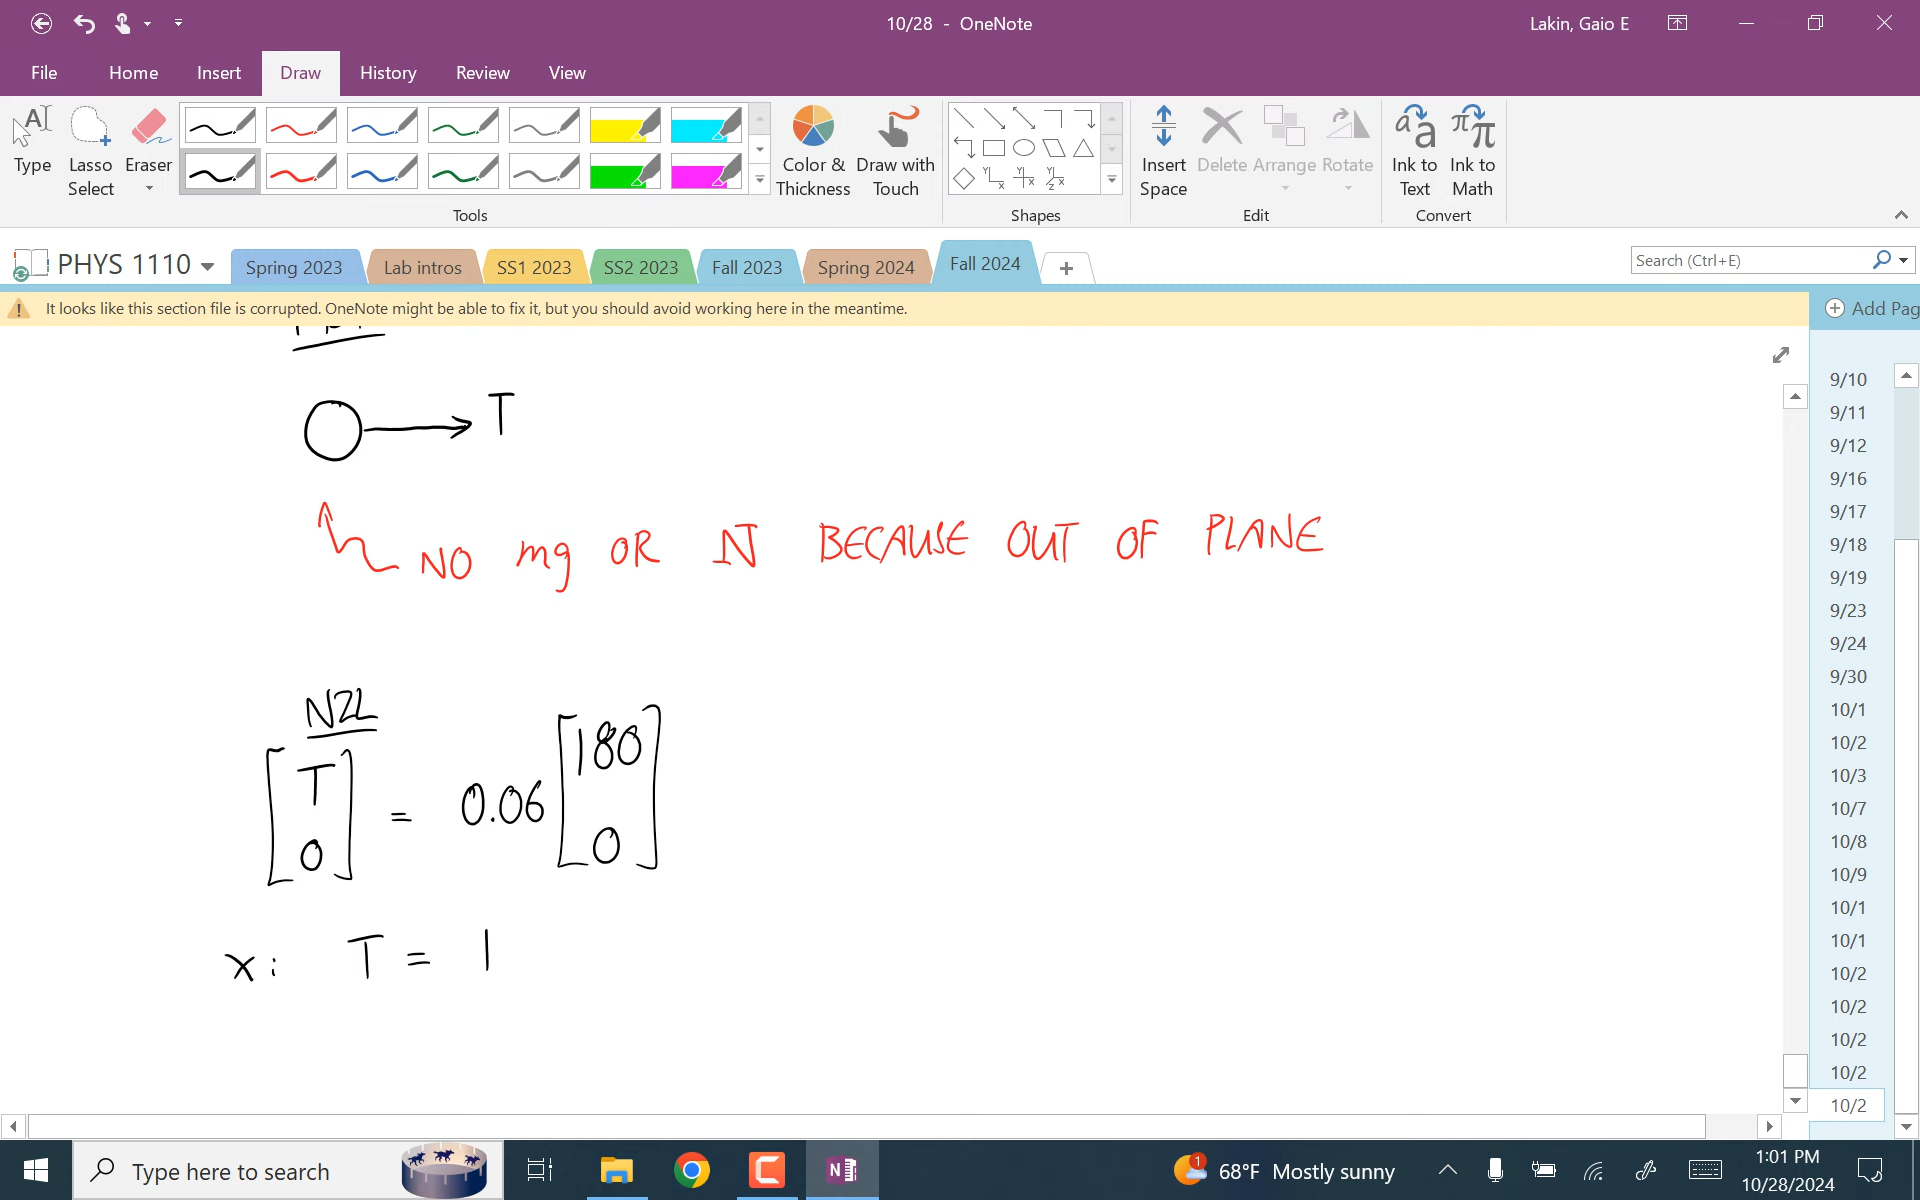 10/28 - OneNote
Lakin, Gaio E
File Home Insert Draw History Review View
Type
Lasso Select
Eraser
Color & Thickness
Draw with Touch
Insert Space
Delete
Arrange
Rotate
Ink to Text
Ink to Math
Tools
Shapes
Edit
Convert
PHYS 1110
Spring 2023
Lab intros
SS1 2023
SS2 2023
Fall 2023
Spring 2024
Fall 2024
+
Search (Ctrl+E)
It looks like this section file is corrupted. OneNote might be able to fix it, but you should avoid working here in the meantime.
Add Pag
T
NO mg OR N BECAUSE OUT OF PLANE
N2L
[T 0] = 0.06 [180 0]
x: T = 1
9/10
9/11
9/12
9/16
9/17
9/18
9/19
9/23
9/24
9/30
10/1
10/2
10/3
10/7
10/8
10/9
10/1
10/1
10/2
10/2
10/2
10/2
10/2
Type here to search
1
68°F Mostly sunny
1:01 PM
10/28/2024